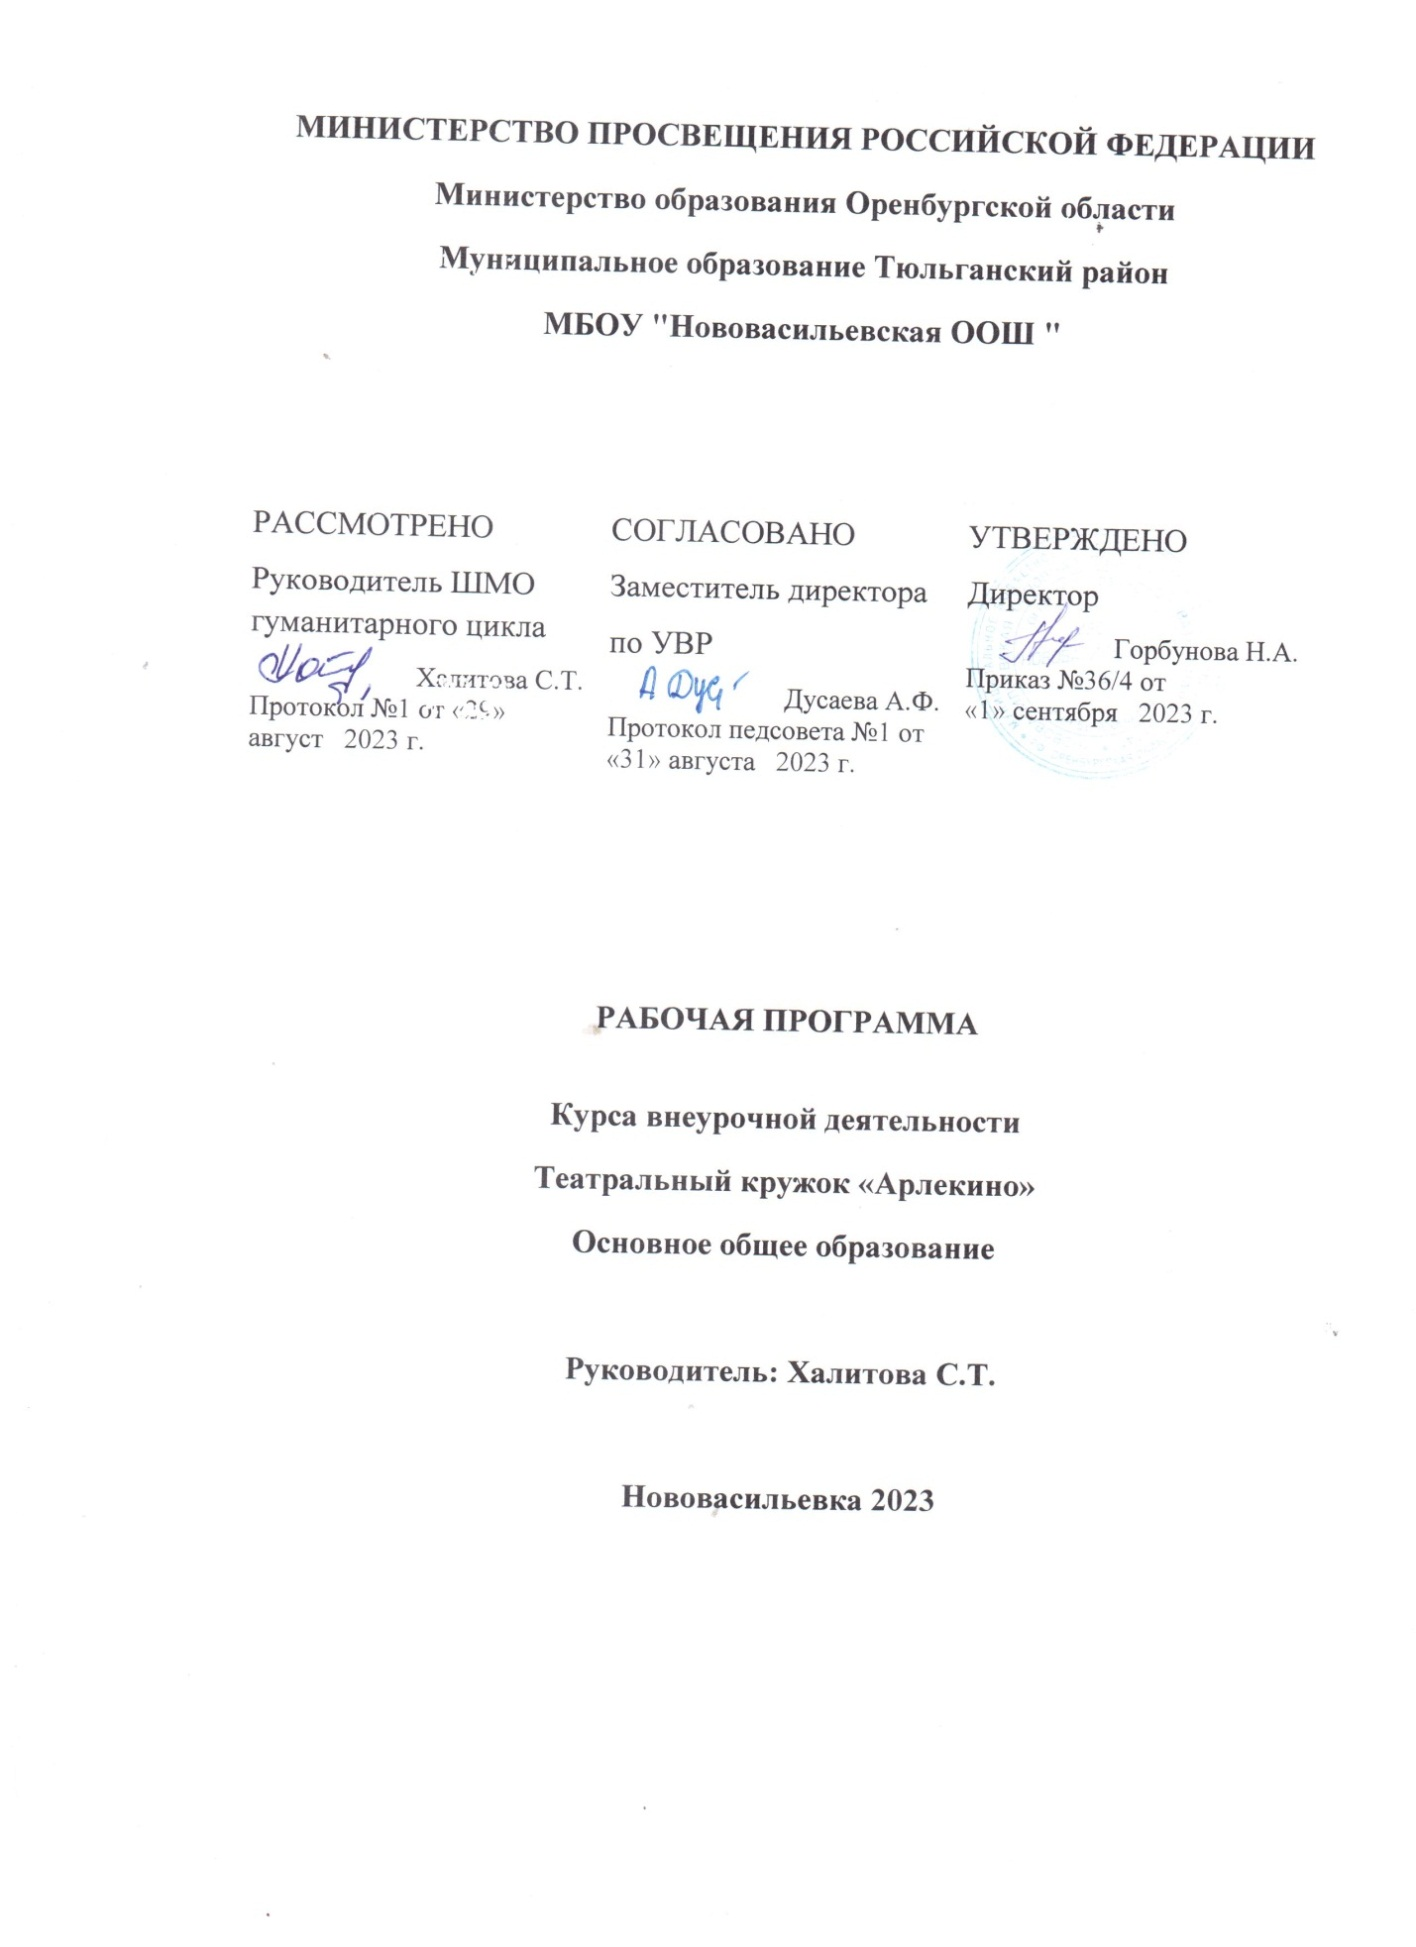 МИНИСТЕРСТВО ПРОСВЕЩЕНИЯ РОССИЙСКОЙ ФЕДЕРАЦИИ
Министерство образования Оренбургской области
Муниципальное образование Тюльганский район
МБОУ "Нововасильевская ООШ "
РАССМОТРЕНО
Руководитель ШМО
гуманитарного цикла
Халитова С.Т.
Протокол №1 от «29»
август 2023 г.
СОГЛАСОВАНО
Заместитель директора
по УВР
Дусаева А.Ф.
Протокол педсовета №1 от
«31» августа 2023 г.
УТВЕРЖДЕНО
Директор
Горбунова Н.А.
Приказ №36/4 от
«1» сентября 2023 г.
РАБОЧАЯ ПРОГРАММА
Курса внеурочной деятельности
Театральный кружок «Арлекино»
Основное общее образование
Руководитель: Халитова С.Т.
Нововасильевка 2023